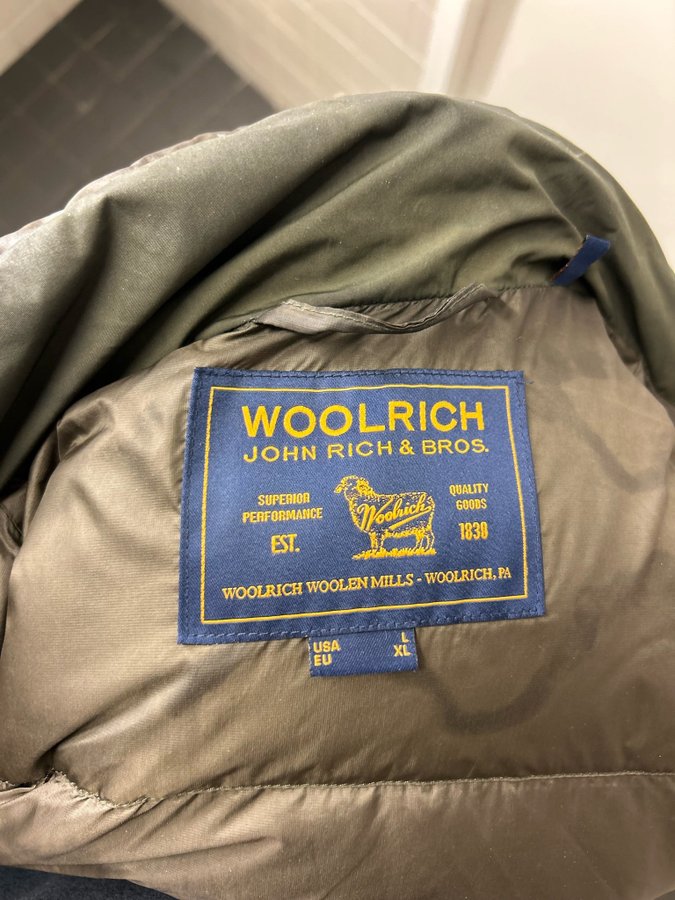 WOOLRICH
JOHN RICH & BROS.
SUPERIOR
PERFORMANCE
EST.
Woolrich
QUALITY
GOODS
1830
WOOLRICH WOOLEN MILLS - WOOLRICH, PA
USA L
EU XL